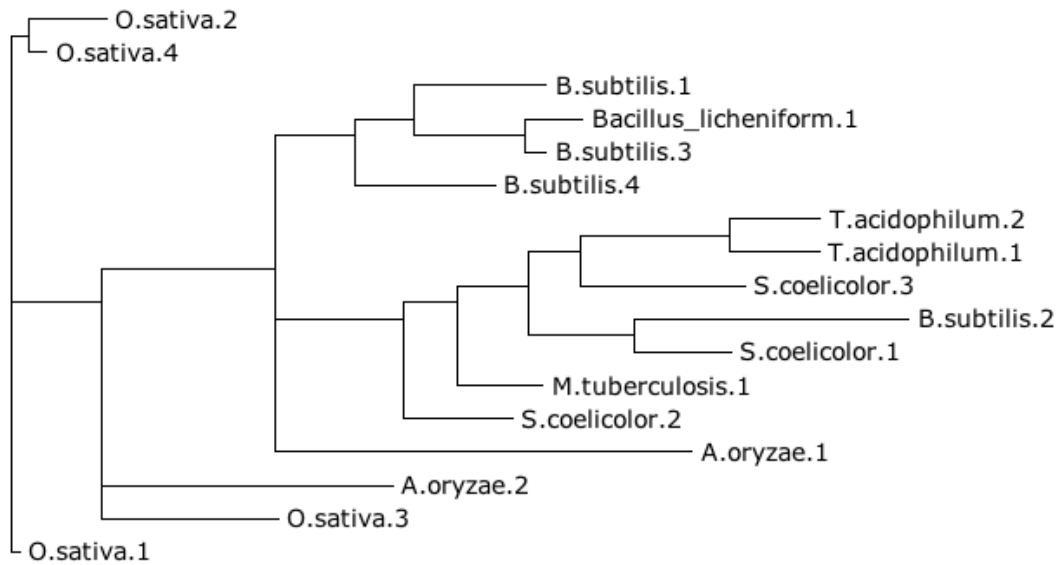 O.sativa.2
O.sativa.4
B.subtilis.1
Bacillus_licheniform.1
B.subtilis.3
B.subtilis.4
T.acidophilum.2
T.acidophilum.1
S.coelicolor.3
B.subtilis.2
S.coelicolor.1
M.tuberculosis.1
S.coelicolor.2
A.oryzae.1
A.oryzae.2
O.sativa.3
O.sativa.1